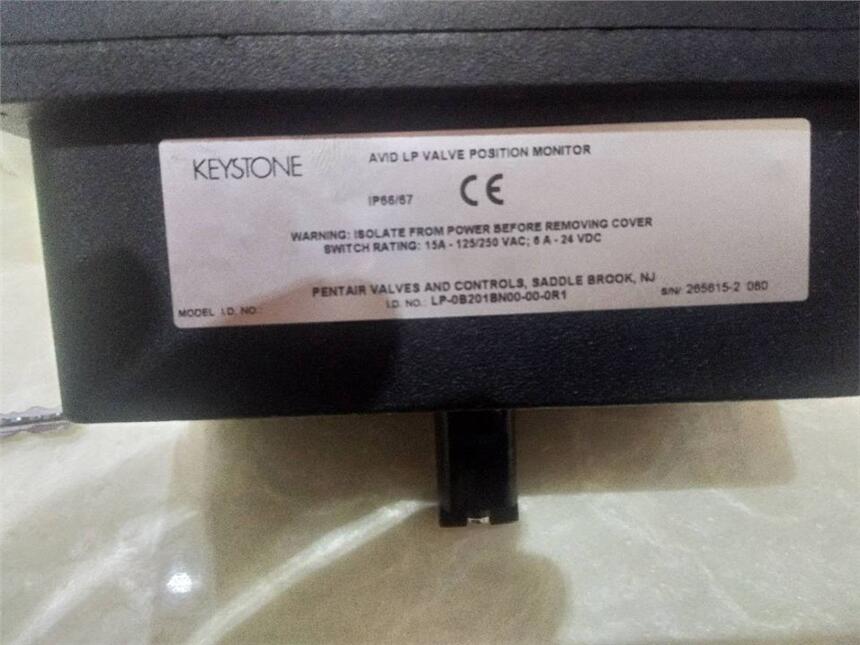 KEYSTONE
AVID LP VALVE POSITION MONITOR
IP66/67
CE
WARNING: ISOLATE FROM POWER BEFORE REMOVING COVER
SWITCH RATING: 15A - 125/250 VAC; 6 A - 24 VDC
PENTAIR VALVES AND CONTROLS, SADDLE BROOK, NJ
MODEL I.D. NO.:
I.D. NO.: LP-0B201BN00-00-0R1
S/N: 265615-2 060